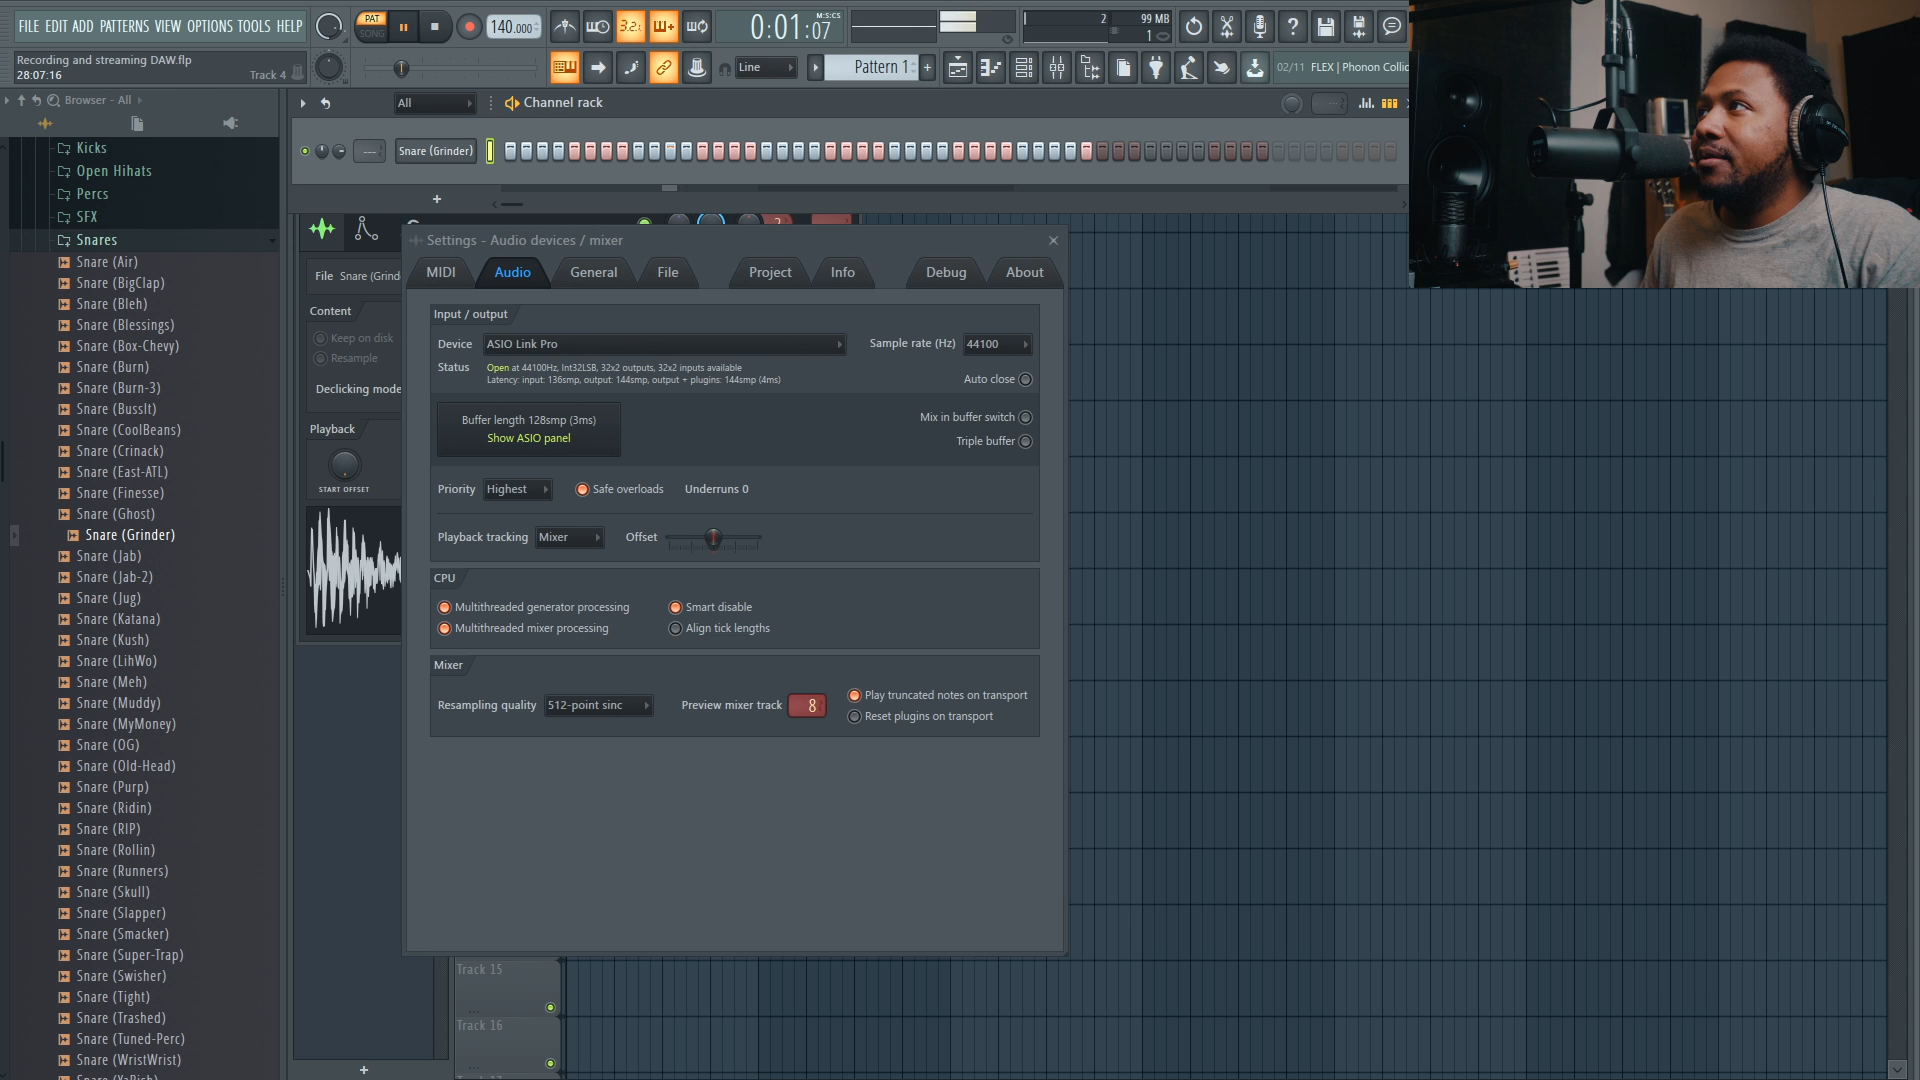 FILE EDIT ADD PATTERNS VIEW OPTIONS TOOLS HELP
PAT
SONG
140.000
3.2
0:01:07
M:S:CS
2
99 MB
1
Recording and streaming DAW.flp
28:07:16
Track 4
Line
Pattern 1
02/11 FLEX | Phonon Collic
Browser - All
All
Channel rack
Snare (Grinder)
Kicks
Open Hihats
Percs
SFX
Snares
Snare (Air)
Snare (BigClap)
Snare (Bleh)
Snare (Blessings)
Snare (Box-Chevy)
Snare (Burn)
Snare (Burn-3)
Snare (BussIt)
Snare (CoolBeans)
Snare (Crinack)
Snare (East-ATL)
Snare (Finesse)
Snare (Ghost)
Snare (Grinder)
Snare (Jab)
Snare (Jab-2)
Snare (Jug)
Snare (Katana)
Snare (Kush)
Snare (LihWo)
Snare (Meh)
Snare (Muddy)
Snare (MyMoney)
Snare (OG)
Snare (Old-Head)
Snare (Purp)
Snare (Ridin)
Snare (RIP)
Snare (Rollin)
Snare (Runners)
Snare (Skull)
Snare (Slapper)
Snare (Smacker)
Snare (Super-Trap)
Snare (Swisher)
Snare (Tight)
Snare (Trashed)
Snare (Tuned-Perc)
Snare (WristWrist)
File Snare (Grind
Content
Keep on disk
Resample
Declicking mode
Playback
START OFFSET
Settings - Audio devices / mixer
MIDI
Audio
General
File
Project
Info
Debug
About
Input / output
Device
ASIO Link Pro
Sample rate (Hz)
44100
Status
Open at 44100Hz, Int32LSB, 32x2 outputs, 32x2 inputs available
Latency: input: 136smp, output: 144smp, output + plugins: 144smp (4ms)
Auto close
Buffer length 128smp (3ms)
Show ASIO panel
Mix in buffer switch
Triple buffer
Priority
Highest
Safe overloads
Underruns 0
Playback tracking
Mixer
Offset
CPU
Multithreaded generator processing
Smart disable
Multithreaded mixer processing
Align tick lengths
Mixer
Resampling quality
512-point sinc
Preview mixer track
8
Play truncated notes on transport
Reset plugins on transport
Track 15
Track 16